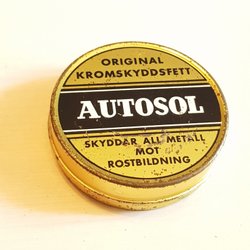 ORIGINAL
KROMSKYDDSFETT
AUTOSOL
SKYDDAR ALL METALL
MOT
ROSTBILDNING